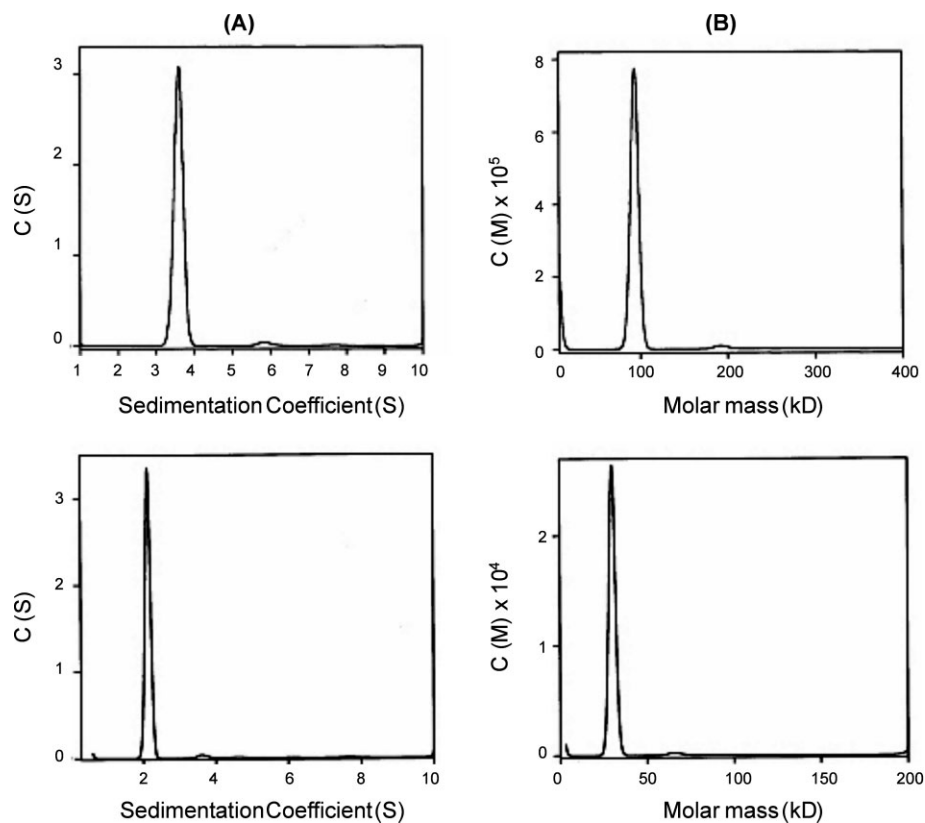 (A)
(B)
3
2
1
0
C (S)
1 2 3 4 5 6 7 8 9 10
Sedimentation Coefficient (S)
8
6
4
2
0
C (M) x 10⁵
0 100 200 300 400
Molar mass (kD)
3
2
1
0
C (S)
2 4 6 8 10
Sedimentation Coefficient (S)
2
1
0
C (M) x 10⁴
0 50 100 150 200
Molar mass (kD)